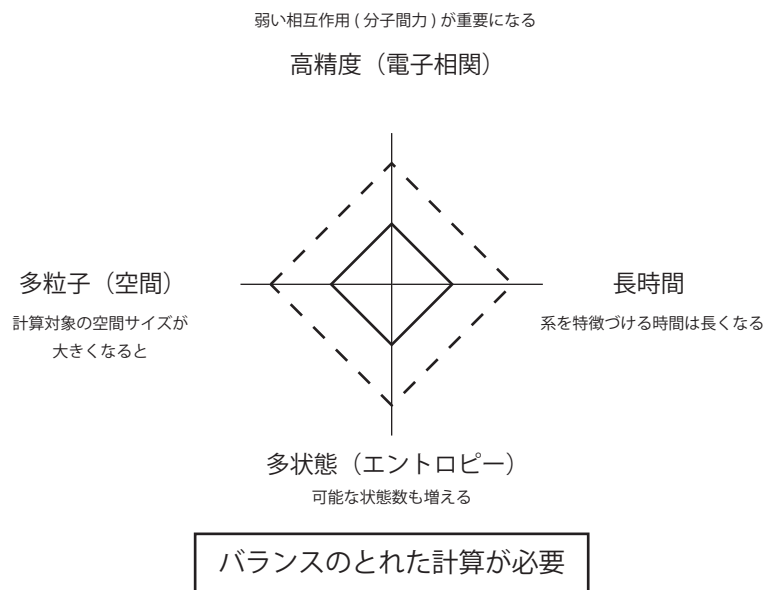 弱い相互作用 ( 分子間力 ) が重要になる
高精度（電子相関）
多粒子（空間）
計算対象の空間サイズが
大きくなると
長時間
系を特徴づける時間は長くなる
多状態（エントロピー）
可能な状態数も増える
バランスのとれた計算が必要